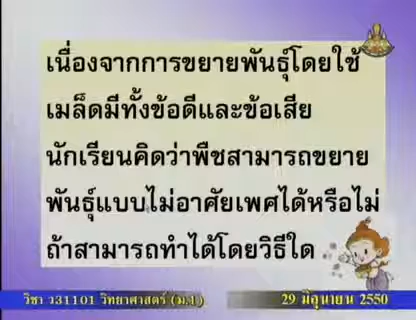 เนื่องจากการขยายพันธุ์โดยใช้
เมล็ดมีทั้งข้อดีและข้อเสีย
นักเรียนคิดว่าพืชสามารถขยาย
พันธุ์แบบไม่อาศัยเพศได้หรือไม่
ถ้าสามารถทำได้โดยวิธีใด
วิชา ว31101 วิทยาศาสตร์ (ม.1) 29 มิถุนายน 2550